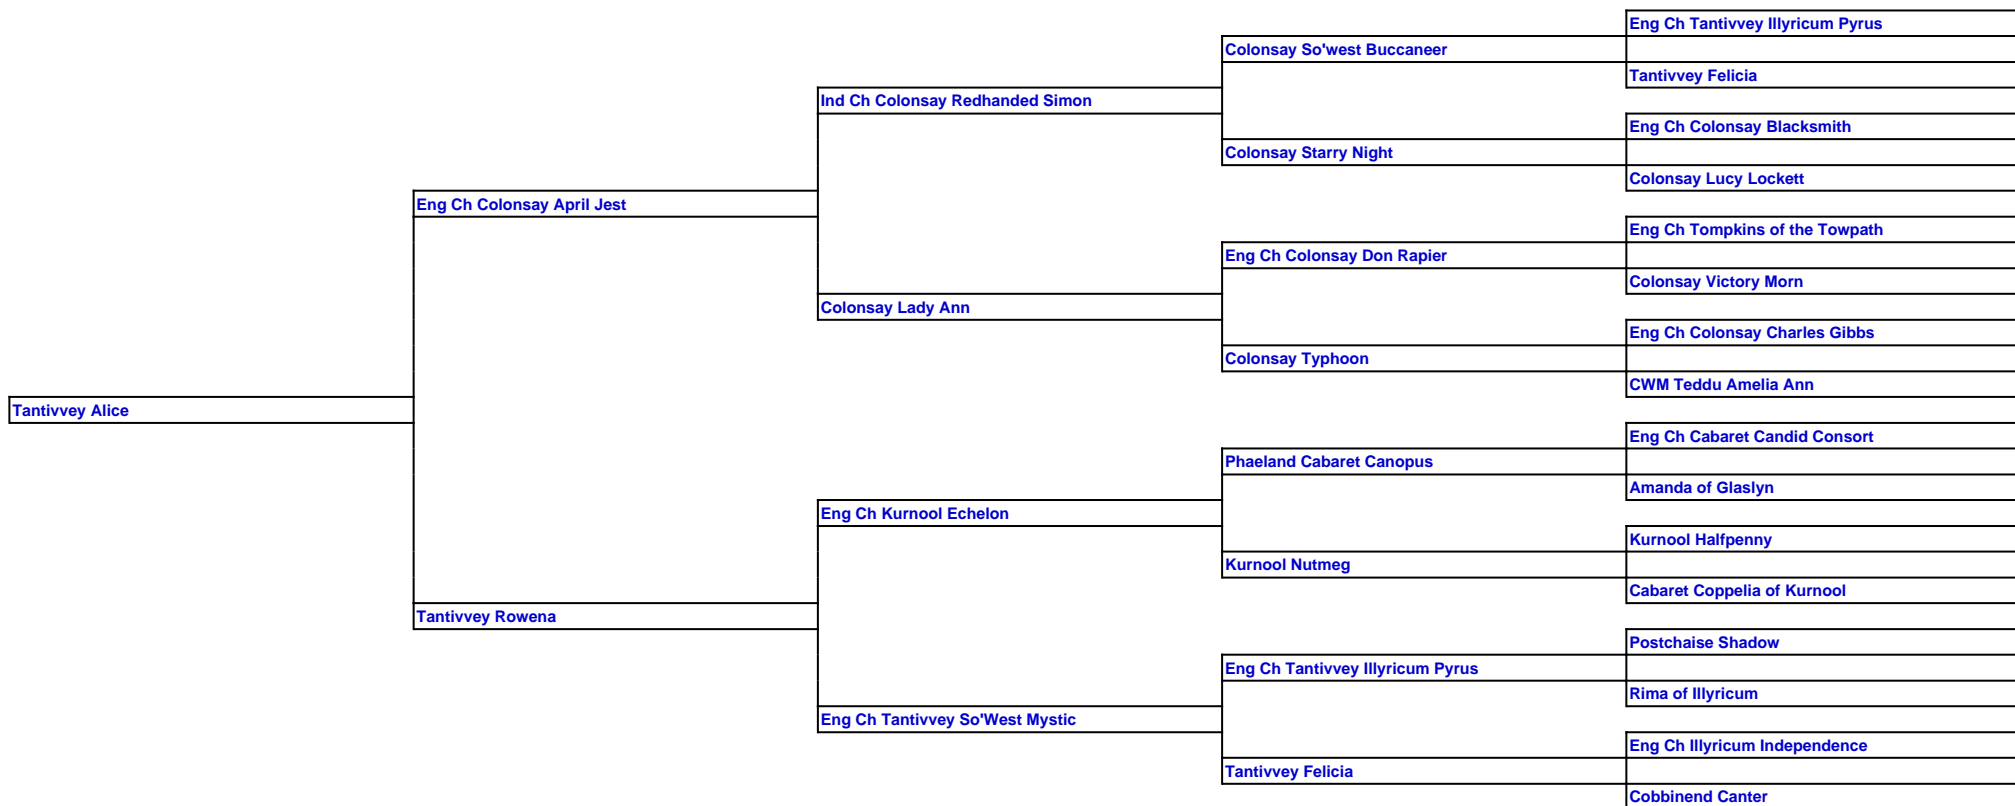 Eng Ch Tantivvey Illyricum Pyrus
Colonsay So'west Buccaneer
Tantivvey Felicia
Ind Ch Colonsay Redhanded Simon
Eng Ch Colonsay Blacksmith
Colonsay Starry Night
Colonsay Lucy Lockett
Eng Ch Colonsay April Jest
Eng Ch Tompkins of the Towpath
Eng Ch Colonsay Don Rapier
Colonsay Victory Morn
Colonsay Lady Ann
Eng Ch Colonsay Charles Gibbs
Colonsay Typhoon
CWM Teddu Amelia Ann
Tantivvey Alice
Eng Ch Cabaret Candid Consort
Phaeland Cabaret Canopus
Amanda of Glaslyn
Eng Ch Kurnool Echelon
Kurnool Halfpenny
Kurnool Nutmeg
Cabaret Coppelia of Kurnool
Tantivvey Rowena
Postchaise Shadow
Eng Ch Tantivvey Illyricum Pyrus
Rima of Illyricum
Eng Ch Tantivvey So'West Mystic
Eng Ch Illyricum Independence
Tantivvey Felicia
Cobbinend Canter